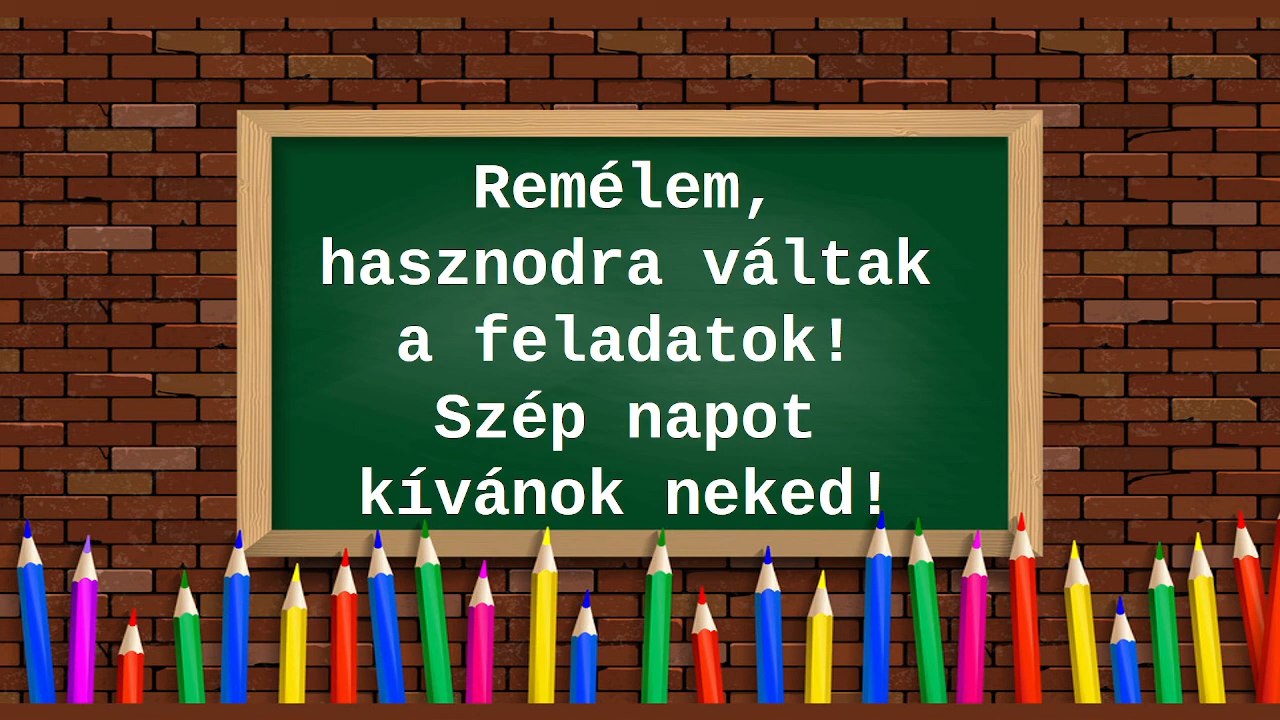 Remélem,
hasznodra váltak
a feladatok!
Szép napot
kívánok neked!